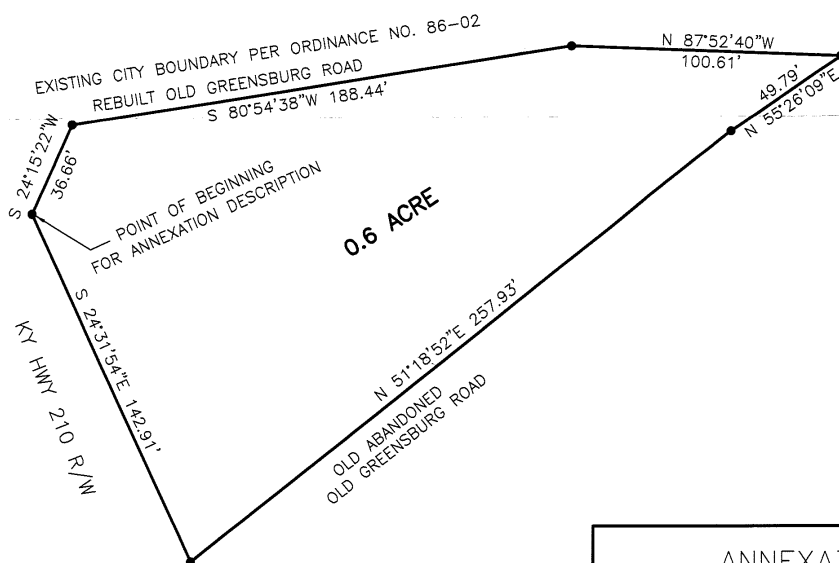 EXISTING CITY BOUNDARY PER ORDINANCE NO. 86-02
REBUILT OLD GREENSBURG ROAD
S 80°54'38"W 188.44'
N 87°52'40"W
100.61'
49.79'
N 55°26'09"E
S 24°15'22"W
36.66'
POINT OF BEGINNING
FOR ANNEXATION DESCRIPTION
0.6 ACRE
S 24°31'54"E 142.91'
KY HWY 210 R/W
N 51°18'52"E 257.93'
OLD ABANDONED
OLD GREENSBURG ROAD